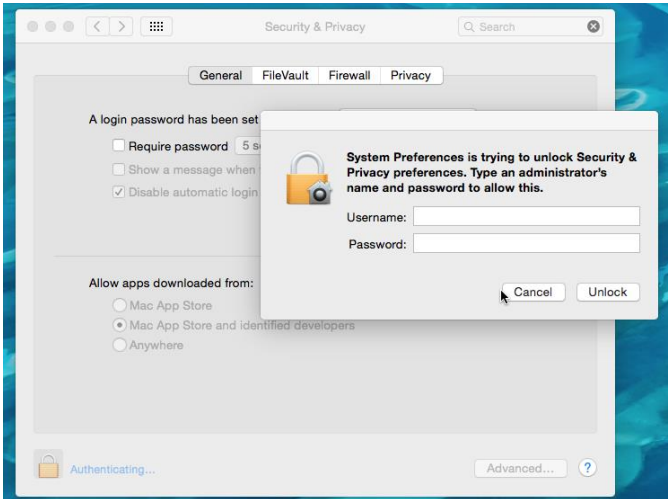 Security & Privacy
Search
General FileVault Firewall Privacy
A login password has been set
Require password 5 s
Show a message when
Disable automatic login
System Preferences is trying to unlock Security &
Privacy preferences. Type an administrator's
name and password to allow this.
Username:
Password:
Cancel Unlock
Allow apps downloaded from:
Mac App Store
Mac App Store and identified developers
Anywhere
Authenticating...
Advanced... ?